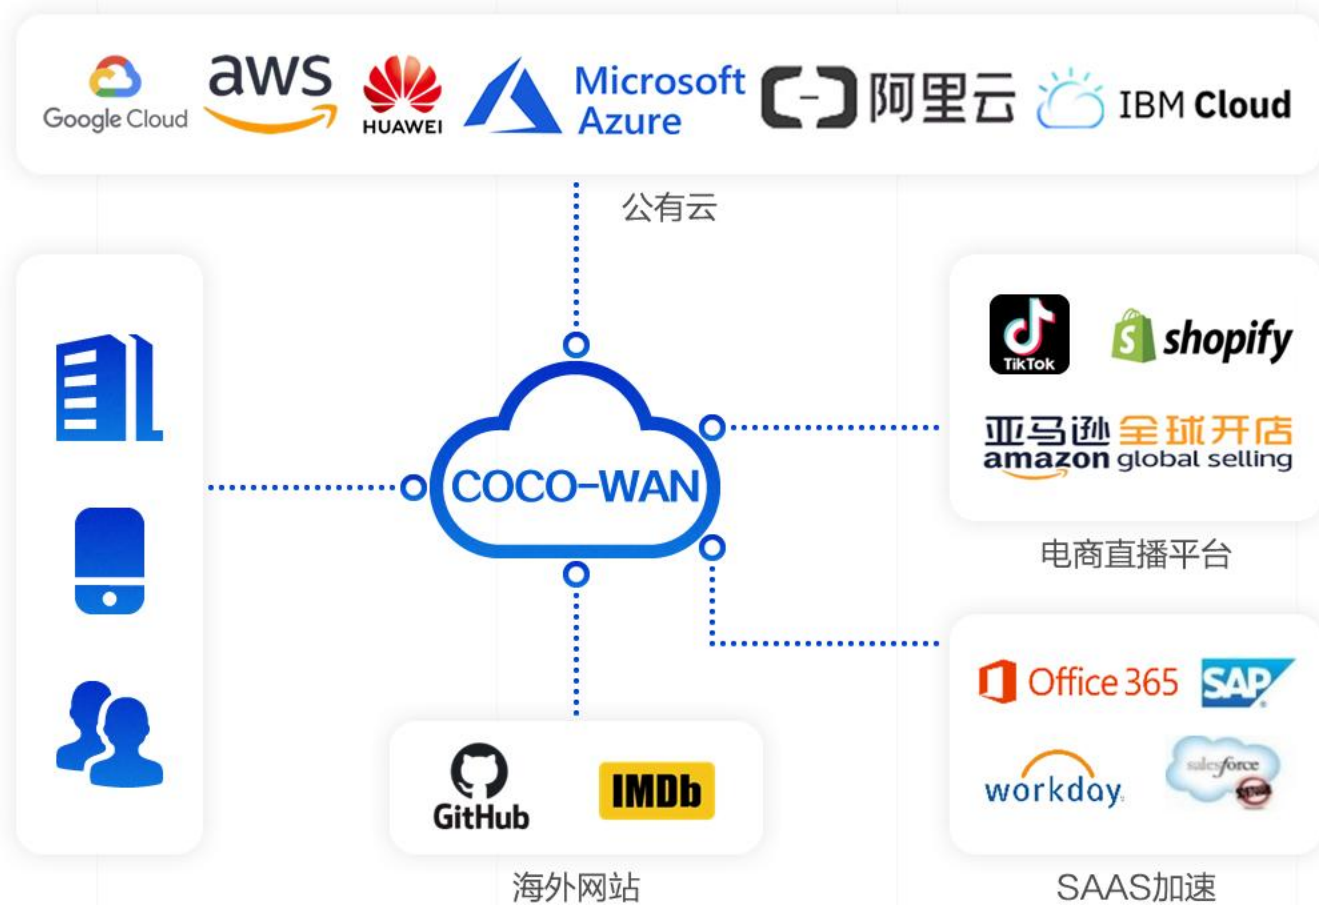 Google Cloud
aws
HUAWEI
Microsoft
Azure
阿里云
IBM Cloud
公有云
TikTok
shopify
亚马逊全球开店
amazon global selling
COCO-WAN
电商直播平台
Office 365
SAP
workday
salesforce
GitHub
IMDb
海外网站
SAAS加速